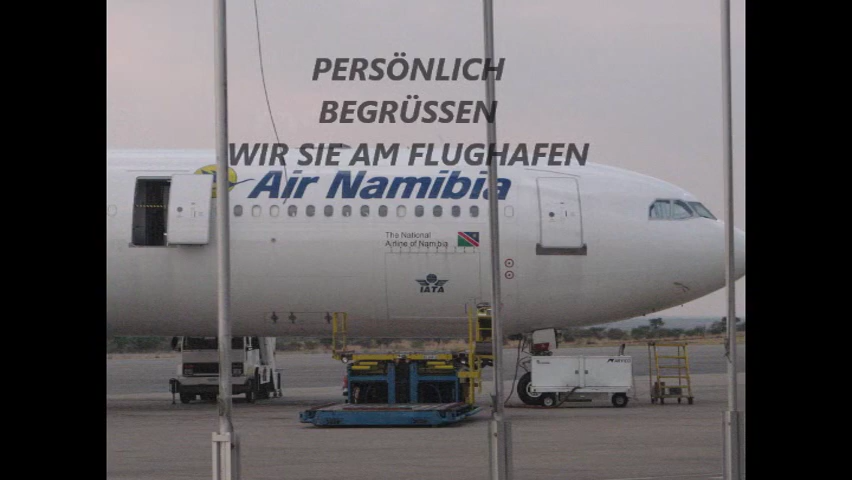 PERSÖNLICH
BEGRÜSSEN
WIR SIE AM FLUGHAFEN
Air Namibia
The National
Airline of Namibia
IATA